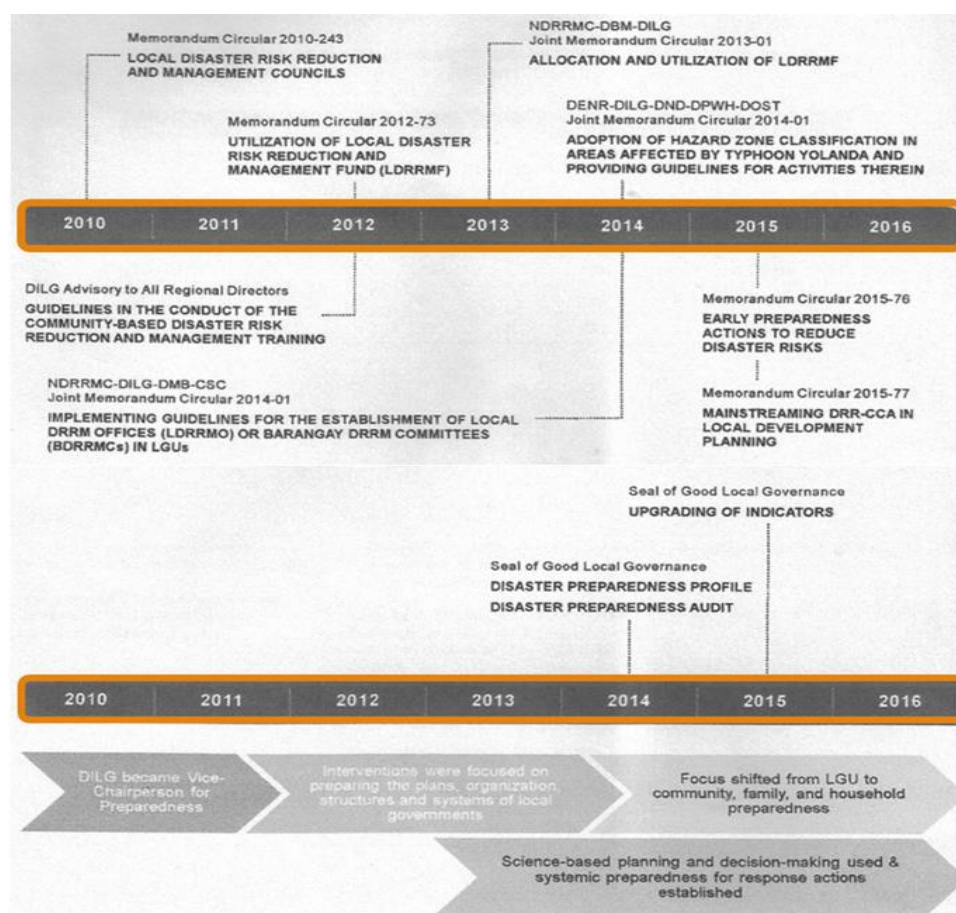 Memorandum Circular 2010-243
LOCAL DISASTER RISK REDUCTION
AND MANAGEMENT COUNCILS
NDRRMC-DBM-DILG
Joint Memorandum Circular 2013-01
ALLOCATION AND UTILIZATION OF LDRRMF
Memorandum Circular 2012-73
UTILIZATION OF LOCAL DISASTER
RISK REDUCTION AND
MANAGEMENT FUND (LDRRMF)
DENR-DILG-DND-DPWH-DOST
Joint Memorandum Circular 2014-01
ADOPTION OF HAZARD ZONE CLASSIFICATION IN
AREAS AFFECTED BY TYPHOON YOLANDA AND
PROVIDING GUIDELINES FOR ACTIVITIES THEREIN
2010 2011 2012 2013 2014 2015 2016
DILG Advisory to All Regional Directors
GUIDELINES IN THE CONDUCT OF THE
COMMUNITY-BASED DISASTER RISK
REDUCTION AND MANAGEMENT TRAINING
NDRRMC-DILG-DMB-CSC
Joint Memorandum Circular 2014-01
IMPLEMENTING GUIDELINES FOR THE ESTABLISHMENT OF LOCAL
DRRM OFFICES (LDRRMO) OR BARANGAY DRRM COMMITTEES
(BDRRMCs) IN LGUs
Memorandum Circular 2015-76
EARLY PREPAREDNESS
ACTIONS TO REDUCE
DISASTER RISKS
Memorandum Circular 2015-77
MAINSTREAMING DRR-CCA IN
LOCAL DEVELOPMENT
PLANNING
Seal of Good Local Governance
UPGRADING OF INDICATORS
Seal of Good Local Governance
DISASTER PREPAREDNESS PROFILE
DISASTER PREPAREDNESS AUDIT
2010 2011 2012 2013 2014 2015 2016
DILG became Vice-
Chairperson for
Preparedness
Interventions were focused on
preparing the plans, organization,
structures and systems of local
governments
Focus shifted from LGU to
community, family, and household
preparedness
Science-based planning and decision-making used &
systemic preparedness for response actions
established